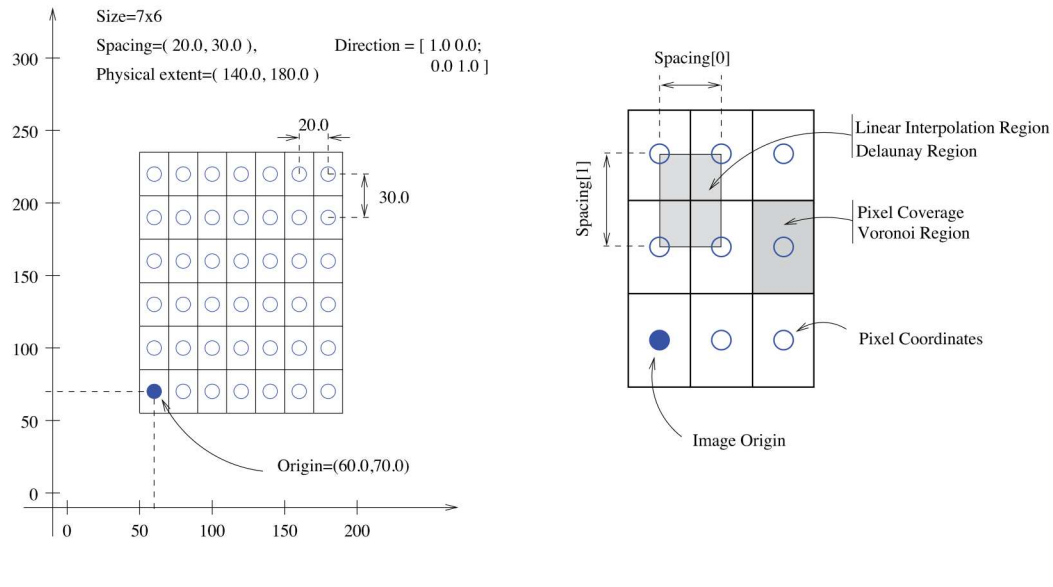 Size=7x6
Spacing=( 20.0, 30.0 ),
Direction = [ 1.0 0.0;
0.0 1.0 ]
Physical extent=( 140.0, 180.0 )
300
250
200
150
100
50
0
0
50
100
150
200
20.0
30.0
Origin=(60.0,70.0)
Spacing[0]
Spacing[1]
Linear Interpolation Region
Delaunay Region
Pixel Coverage
Voronoi Region
Pixel Coordinates
Image Origin